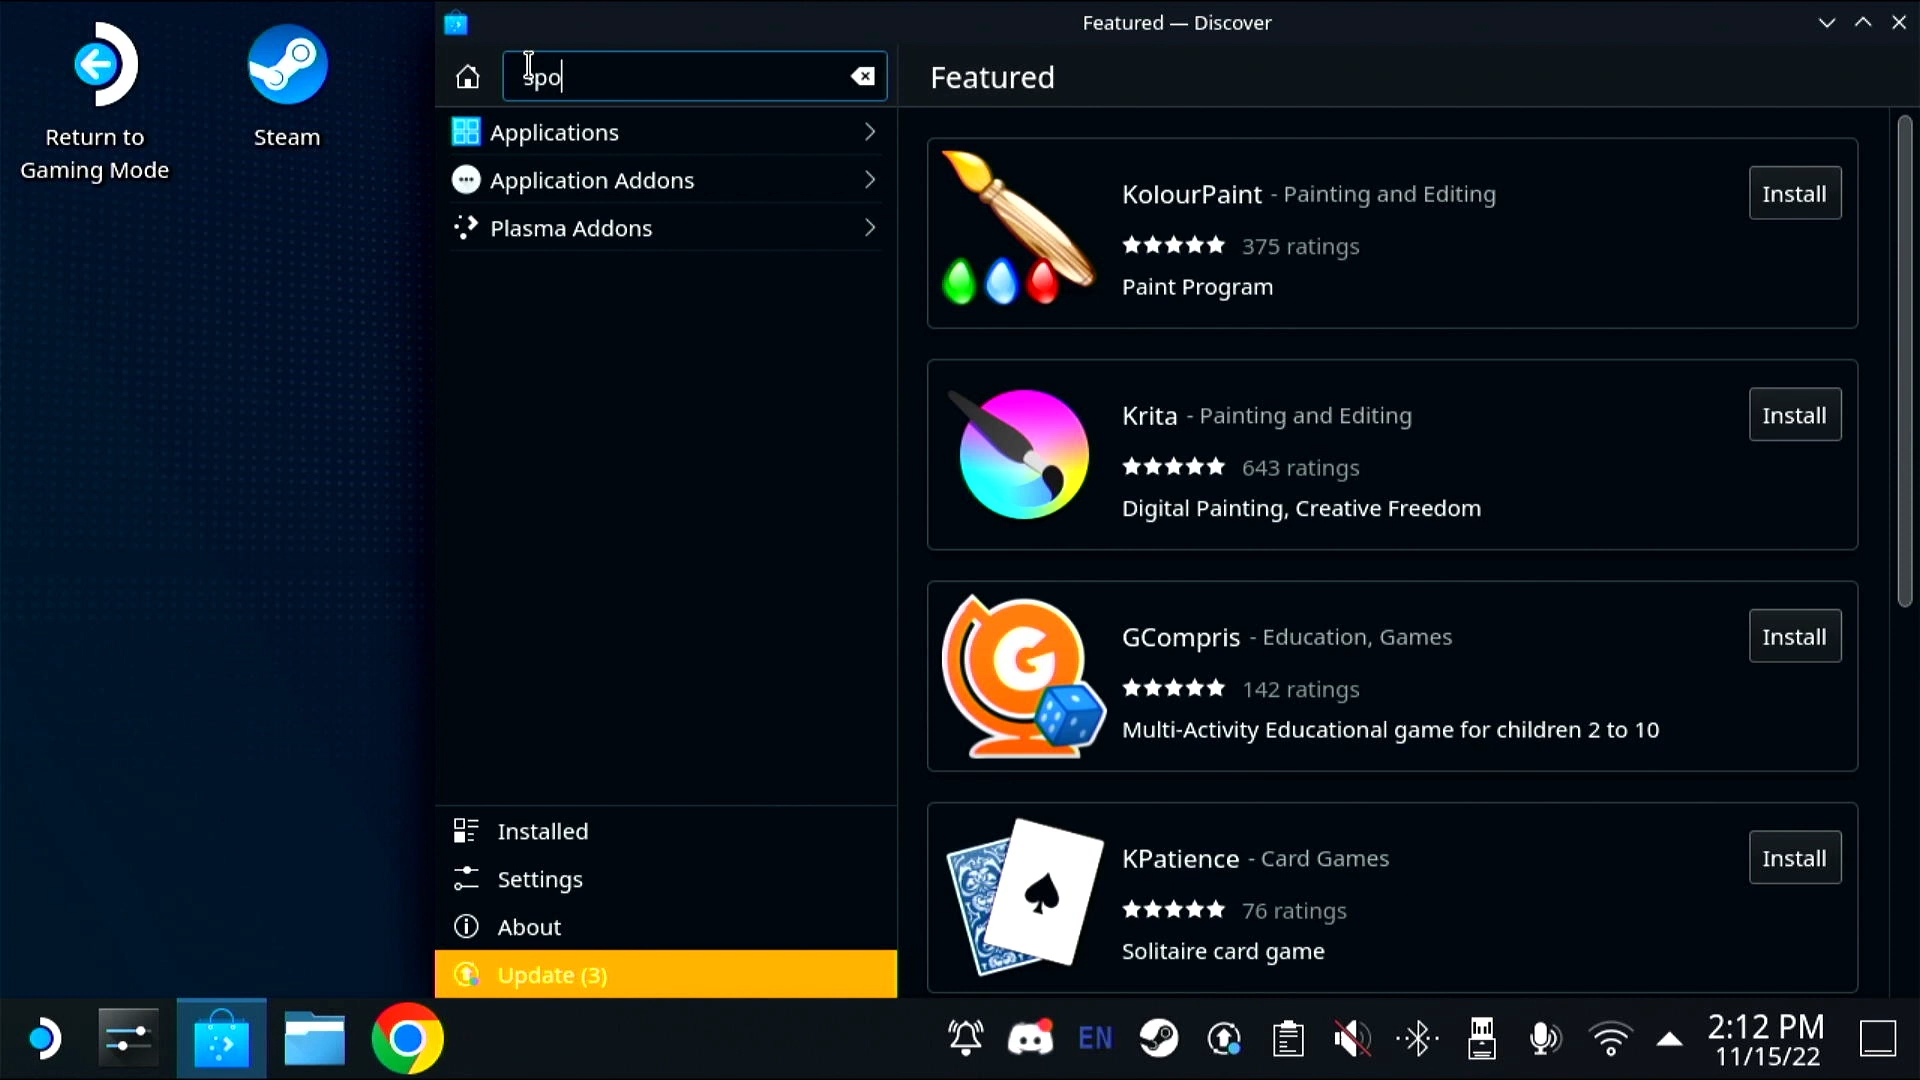 Return to
Gaming Mode
Steam
Featured — Discover
spo
Applications
Application Addons
Plasma Addons
Installed
Settings
About
Update (3)
Featured
KolourPaint - Painting and Editing
Install
375 ratings
Paint Program
Krita - Painting and Editing
Install
643 ratings
Digital Painting, Creative Freedom
GCompris - Education, Games
Install
142 ratings
Multi-Activity Educational game for children 2 to 10
KPatience - Card Games
Install
76 ratings
Solitaire card game
EN
2:12 PM
11/15/22